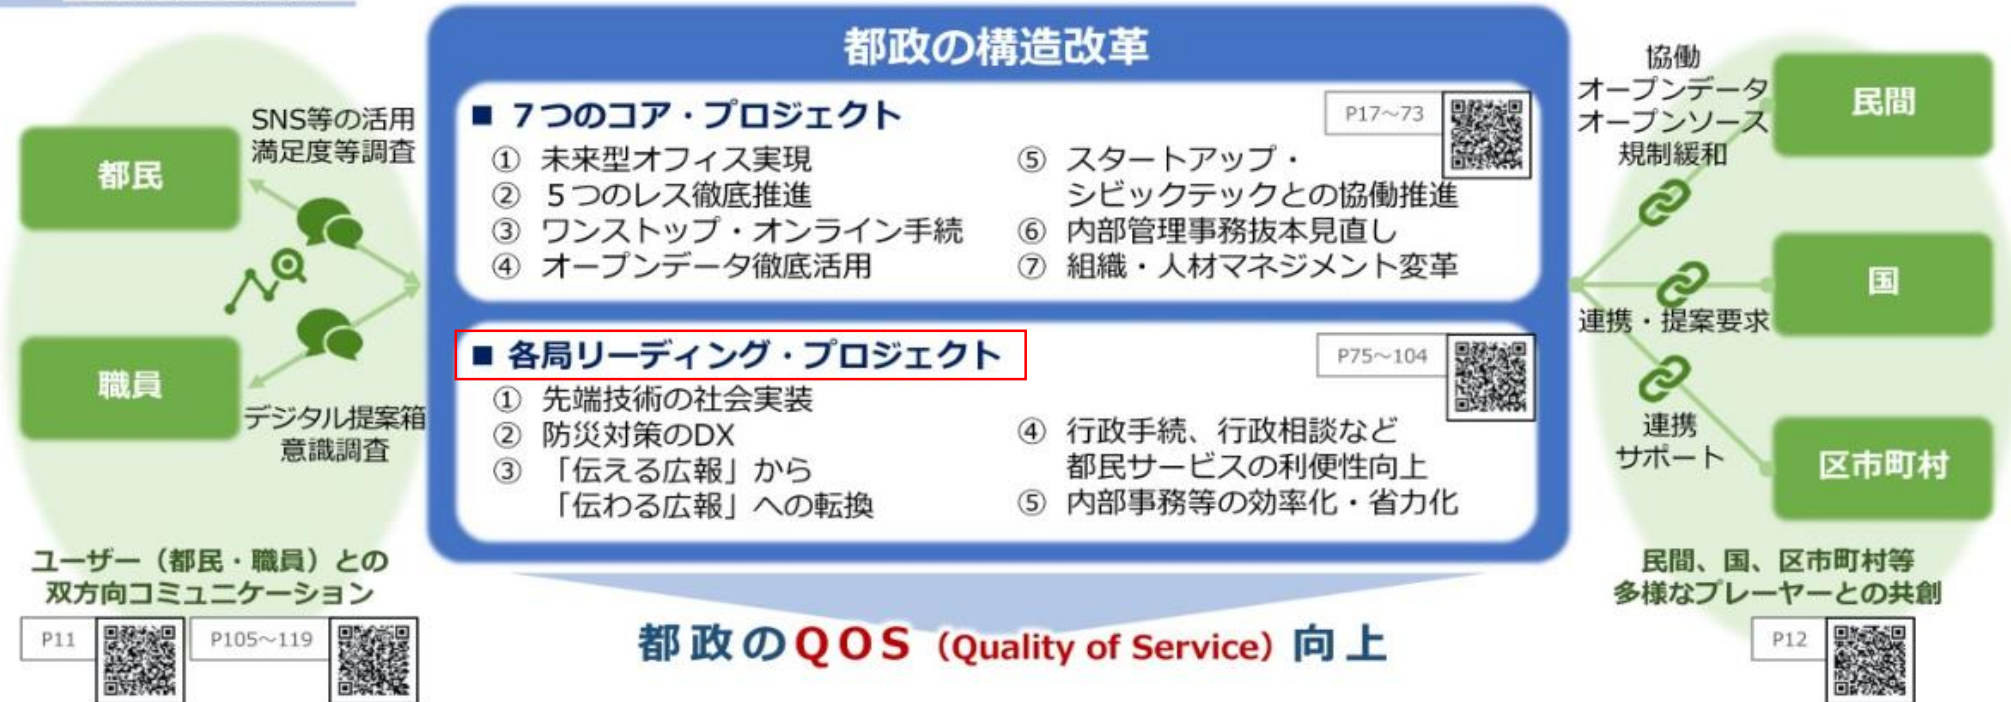 都政の構造改革
■ 7つのコア・プロジェクト
P17～73
① 未来型オフィス実現
② 5つのレス徹底推進
③ ワンストップ・オンライン手続
④ オープンデータ徹底活用
⑤ スタートアップ・
シビックテックとの協働推進
⑥ 内部管理事務抜本見直し
⑦ 組織・人材マネジメント変革
■ 各局リーディング・プロジェクト
P75～104
① 先端技術の社会実装
② 防災対策のDX
③ 「伝える広報」から
「伝わる広報」への転換
④ 行政手続、行政相談など
都民サービスの利便性向上
⑤ 内部事務等の効率化・省力化
都民
SNS等の活用
満足度等調査
職員
デジタル提案箱
意識調査
ユーザー（都民・職員）との
双方向コミュニケーション
P11
P105～119
協働
オープンデータ
オープンソース
規制緩和
民間
国
連携・提案要求
連携
サポート
区市町村
民間、国、区市町村等
多様なプレーヤーとの共創
P12
都政のQOS（Quality of Service）向上